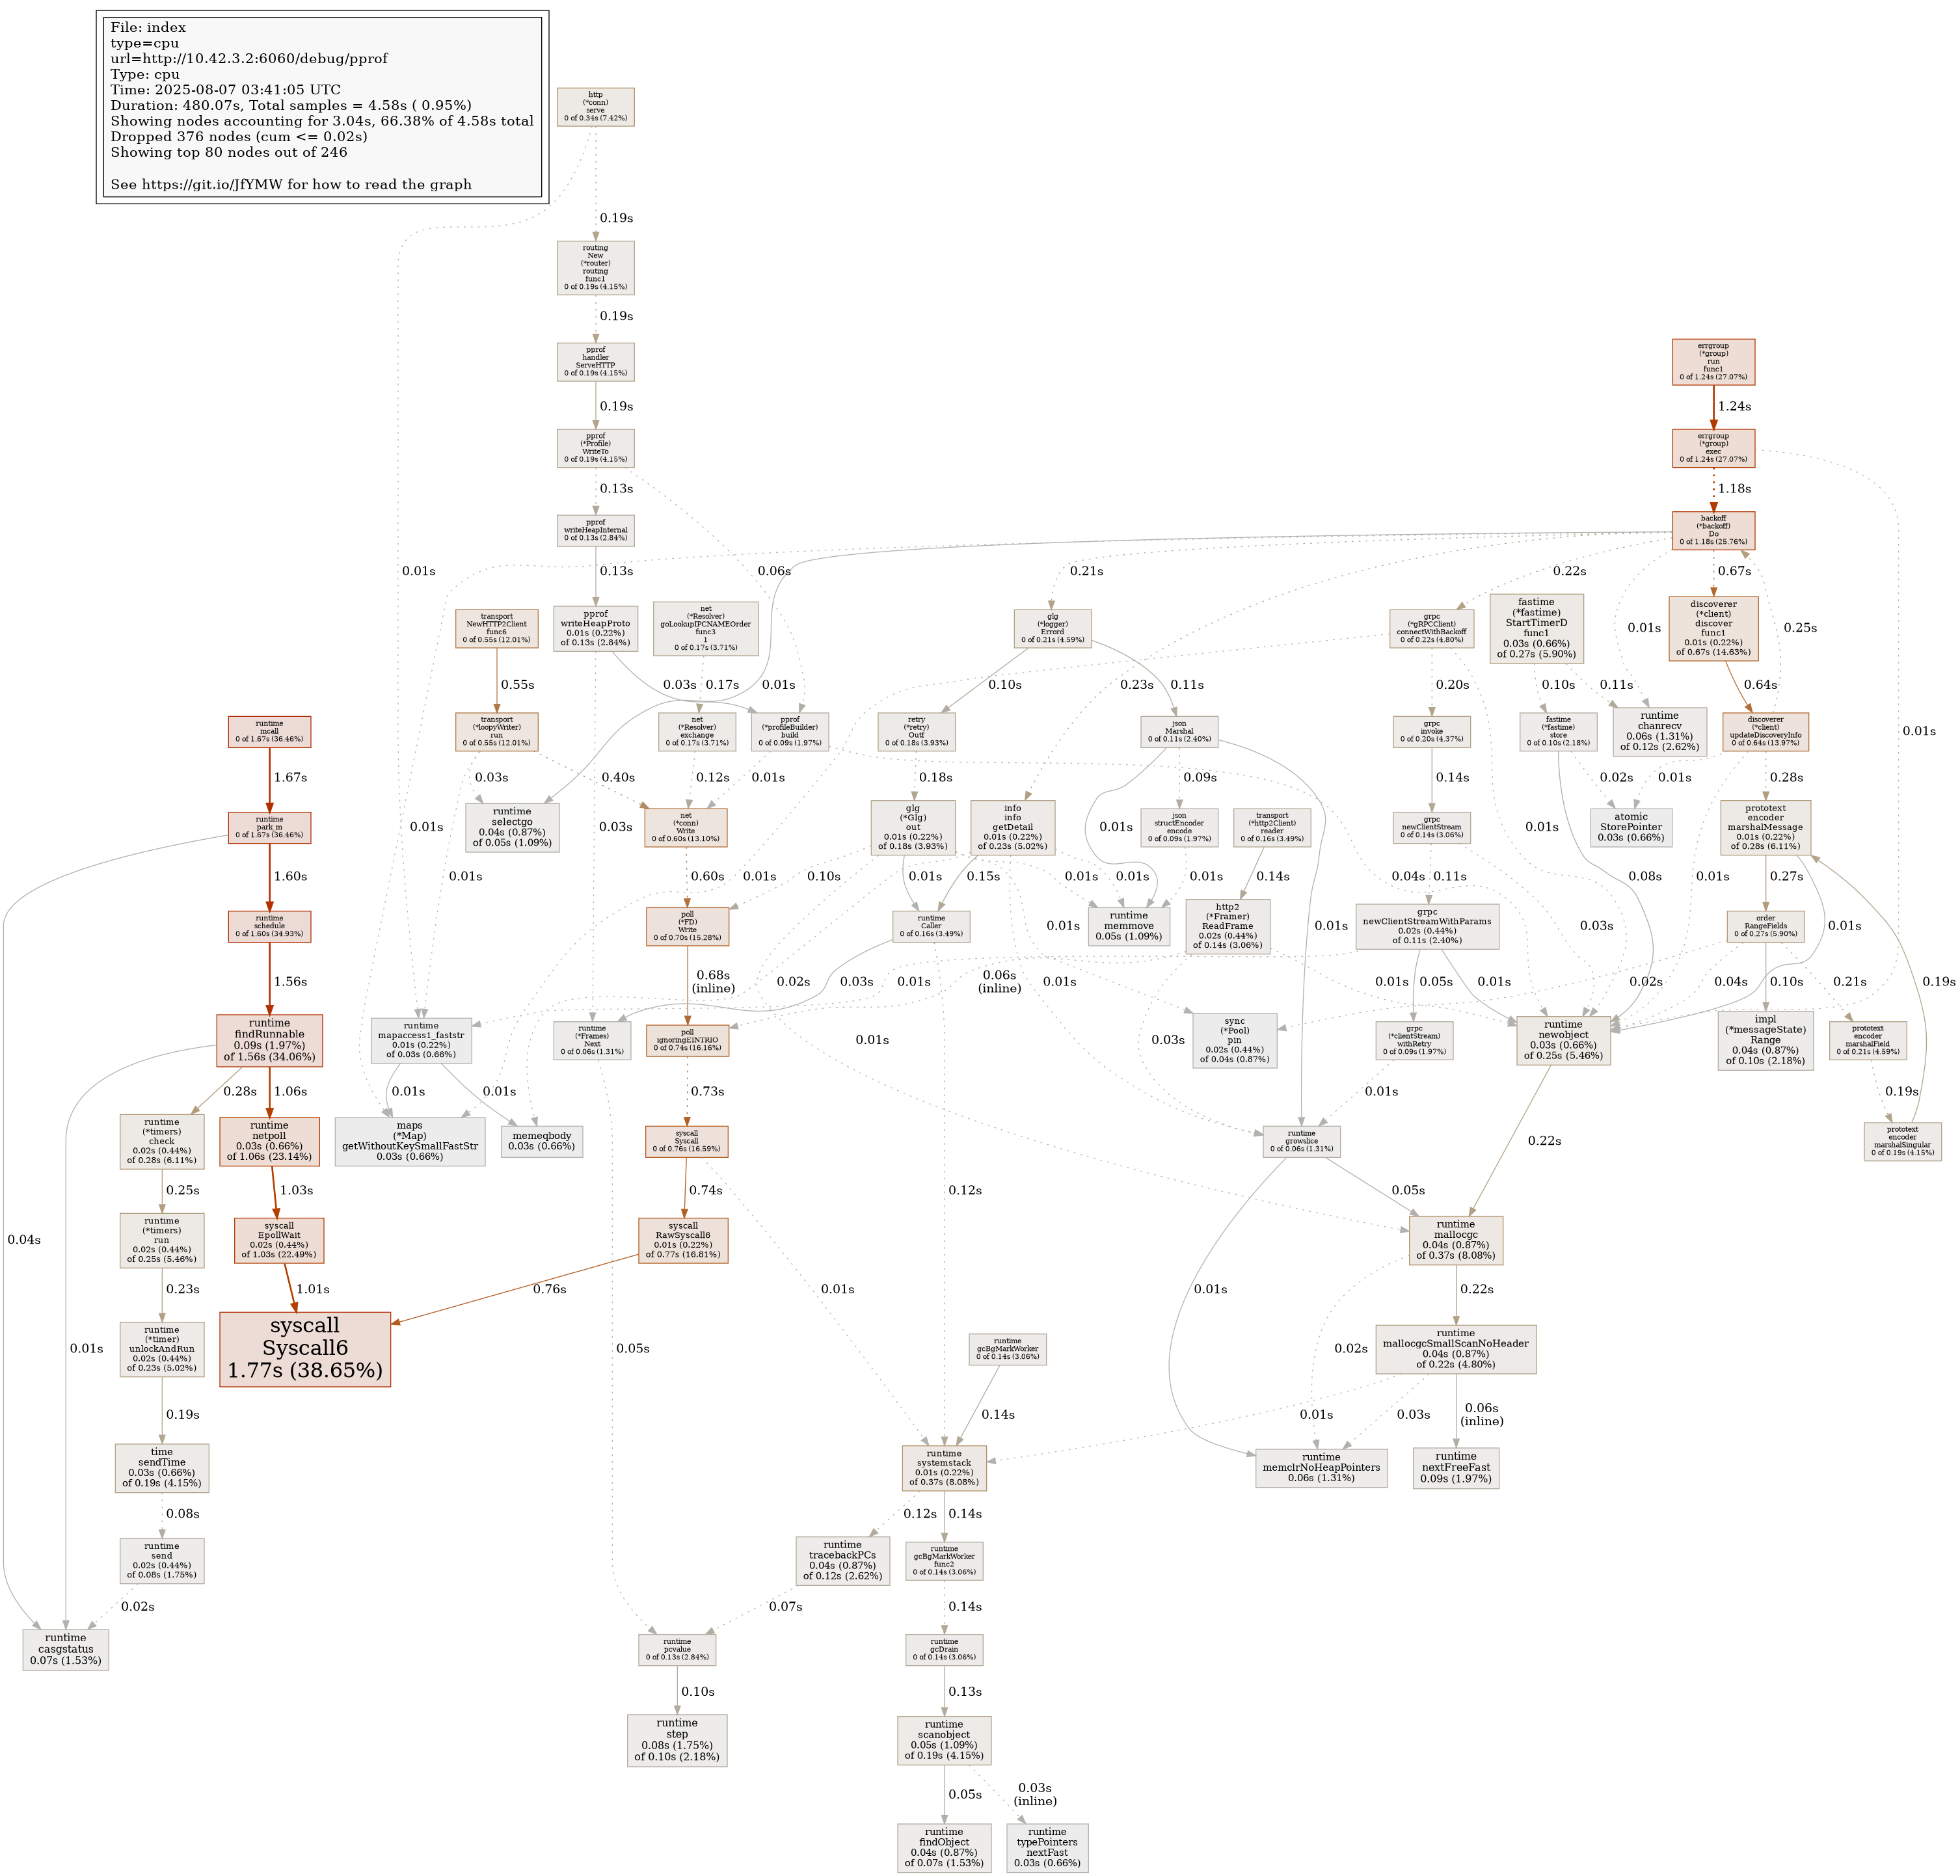 File: index
type=cpu
url=http://10.42.3.2:6060/debug/pprof
Type: cpu
Time: 2025-08-07 03:41:05 UTC
Duration: 480.07s, Total samples = 4.58s ( 0.95%)
Showing nodes accounting for 3.04s, 66.38% of 4.58s total
Dropped 376 nodes (cum <= 0.02s)
Showing top 80 nodes out of 246
See https://git.io/JfYMW for how to read the graph
http
(*conn)
serve
0 of 0.34s (7.42%)
0.19s
0.01s
routing
New
(*router)
routing
func1
0 of 0.19s (4.15%)
0.19s
pprof
handler
ServeHTTP
0 of 0.19s (4.15%)
0.19s
pprof
(*Profile)
WriteTo
0 of 0.19s (4.15%)
0.13s
0.06s
pprof
writeHeapInternal
0 of 0.13s (2.84%)
0.13s
errgroup
(*group)
run
func1
0 of 1.24s (27.07%)
1.24s
errgroup
(*group)
exec
0 of 1.24s (27.07%)
1.18s
0.01s
backoff
(*backoff)
Do
0 of 1.18s (25.76%)
0.21s
0.22s
0.01s
0.67s
0.25s
0.01s
0.23s
0.01s
transport
NewHTTP2Client
func6
0 of 0.55s (12.01%)
0.55s
pprof
writeHeapProto
0.01s (0.22%)
of 0.13s (2.84%)
0.03s
0.03s
net
(*Resolver)
goLookupIPCNAMEOrder
func3
1
0 of 0.17s (3.71%)
0.17s
glg
(*logger)
Errord
0 of 0.21s (4.59%)
0.10s
0.11s
grpc
(*gRPCClient)
connectWithBackoff
0 of 0.22s (4.80%)
0.20s
0.01s
0.01s
fastime
(*fastime)
StartTimerD
func1
0.03s (0.66%)
of 0.27s (5.90%)
0.10s
0.11s
discoverer
(*client)
discover
func1
0.01s (0.22%)
of 0.67s (14.63%)
0.64s
runtime
mcall
0 of 1.67s (36.46%)
1.67s
transport
(*loopyWriter)
run
0 of 0.55s (12.01%)
0.03s
0.40s
0.01s
net
(*Resolver)
exchange
0 of 0.17s (3.71%)
0.12s
pprof
(*profileBuilder)
build
0 of 0.09s (1.97%)
0.01s
0.04s
retry
(*retry)
Outf
0 of 0.18s (3.93%)
0.18s
json
Marshal
0 of 0.11s (2.40%)
0.09s
0.01s
0.01s
grpc
invoke
0 of 0.20s (4.37%)
0.14s
fastime
(*fastime)
store
0 of 0.10s (2.18%)
0.02s
0.08s
runtime
chanrecv
0.06s (1.31%)
of 0.12s (2.62%)
discoverer
(*client)
updateDiscoveryInfo
0 of 0.64s (13.97%)
0.01s
0.28s
0.01s
runtime
park_m
0 of 1.67s (36.46%)
1.60s
0.04s
runtime
selectgo
0.04s (0.87%)
of 0.05s (1.09%)
net
(*conn)
Write
0 of 0.60s (13.10%)
0.60s
glg
(*Glg)
out
0.01s (0.22%)
of 0.18s (3.93%)
0.10s
0.01s
0.01s
0.02s
info
info
getDetail
0.01s (0.22%)
of 0.23s (5.02%)
0.15s
0.01s
0.01s
0.01s
json
structEncoder
encode
0 of 0.09s (1.97%)
0.01s
transport
(*http2Client)
reader
0 of 0.16s (3.49%)
0.14s
grpc
newClientStream
0 of 0.14s (3.06%)
0.11s
0.03s
atomic
StorePointer
0.03s (0.66%)
prototext
encoder
marshalMessage
0.01s (0.22%)
of 0.28s (6.11%)
0.27s
0.01s
runtime
schedule
0 of 1.60s (34.93%)
1.56s
poll
(*FD)
Write
0 of 0.70s (15.28%)
0.68s
(inline)
runtime
Caller
0 of 0.16s (3.49%)
0.03s
0.12s
runtime
memmove
0.05s (1.09%)
http2
(*Framer)
ReadFrame
0.02s (0.44%)
of 0.14s (3.06%)
0.06s
(inline)
0.01s
0.03s
grpc
newClientStreamWithParams
0.02s (0.44%)
of 0.11s (2.40%)
0.05s
0.01s
0.01s
order
RangeFields
0 of 0.27s (5.90%)
0.02s
0.04s
0.10s
0.21s
0.19s
runtime
findRunnable
0.09s (1.97%)
of 1.56s (34.06%)
0.28s
1.06s
0.01s
runtime
mapaccess1_faststr
0.01s (0.22%)
of 0.03s (0.66%)
0.01s
0.01s
runtime
(*Frames)
Next
0 of 0.06s (1.31%)
0.05s
poll
ignoringEINTRIO
0 of 0.74s (16.16%)
0.73s
sync
(*Pool)
pin
0.02s (0.44%)
of 0.04s (0.87%)
grpc
(*clientStream)
withRetry
0 of 0.09s (1.97%)
0.01s
runtime
newobject
0.03s (0.66%)
of 0.25s (5.46%)
0.22s
impl
(*messageState)
Range
0.04s (0.87%)
of 0.10s (2.18%)
prototext
encoder
marshalField
0 of 0.21s (4.59%)
0.19s
runtime
(*timers)
check
0.02s (0.44%)
of 0.28s (6.11%)
0.25s
runtime
netpoll
0.03s (0.66%)
of 1.06s (23.14%)
1.03s
maps
(*Map)
getWithoutKeySmallFastStr
0.03s (0.66%)
memeqbody
0.03s (0.66%)
syscall
Syscall
0 of 0.76s (16.59%)
0.74s
0.01s
runtime
growslice
0 of 0.06s (1.31%)
0.05s
0.01s
prototext
encoder
marshalSingular
0 of 0.19s (4.15%)
runtime
(*timers)
run
0.02s (0.44%)
of 0.25s (5.46%)
0.23s
syscall
EpollWait
0.02s (0.44%)
of 1.03s (22.49%)
1.01s
syscall
RawSyscall6
0.01s (0.22%)
of 0.77s (16.81%)
0.76s
runtime
mallocgc
0.04s (0.87%)
of 0.37s (8.08%)
0.22s
0.02s
runtime
(*timer)
unlockAndRun
0.02s (0.44%)
of 0.23s (5.02%)
0.19s
syscall
Syscall6
1.77s (38.65%)
runtime
gcBgMarkWorker
0 of 0.14s (3.06%)
0.14s
runtime
mallocgcSmallScanNoHeader
0.04s (0.87%)
of 0.22s (4.80%)
0.01s
0.03s
0.06s
(inline)
time
sendTime
0.03s (0.66%)
of 0.19s (4.15%)
0.08s
runtime
systemstack
0.01s (0.22%)
of 0.37s (8.08%)
0.12s
0.14s
runtime
memclrNoHeapPointers
0.06s (1.31%)
runtime
nextFreeFast
0.09s (1.97%)
runtime
send
0.02s (0.44%)
of 0.08s (1.75%)
0.02s
runtime
tracebackPCs
0.04s (0.87%)
of 0.12s (2.62%)
0.07s
runtime
gcBgMarkWorker
func2
0 of 0.14s (3.06%)
0.14s
runtime
casgstatus
0.07s (1.53%)
runtime
pcvalue
0 of 0.13s (2.84%)
0.10s
runtime
gcDrain
0 of 0.14s (3.06%)
0.13s
runtime
step
0.08s (1.75%)
of 0.10s (2.18%)
runtime
scanobject
0.05s (1.09%)
of 0.19s (4.15%)
0.05s
0.03s
(inline)
runtime
findObject
0.04s (0.87%)
of 0.07s (1.53%)
runtime
typePointers
nextFast
0.03s (0.66%)